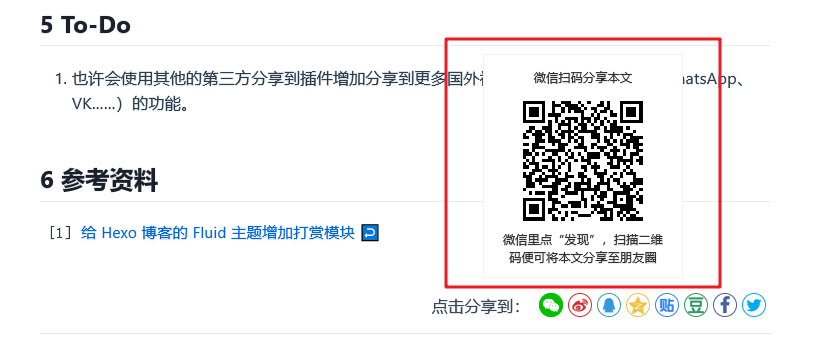 5 To-Do
1. 也许会使用其他的第三方分享到插件增加分享到更多国外
atsApp、
VK……）的功能。
微信扫码分享本文
微信里点“发现”，扫描二维
码便可将本文分享至朋友圈
6 参考资料
［1］给 Hexo 博客的 Fluid 主题增加打赏模块
点击分享到：
贴
豆
f